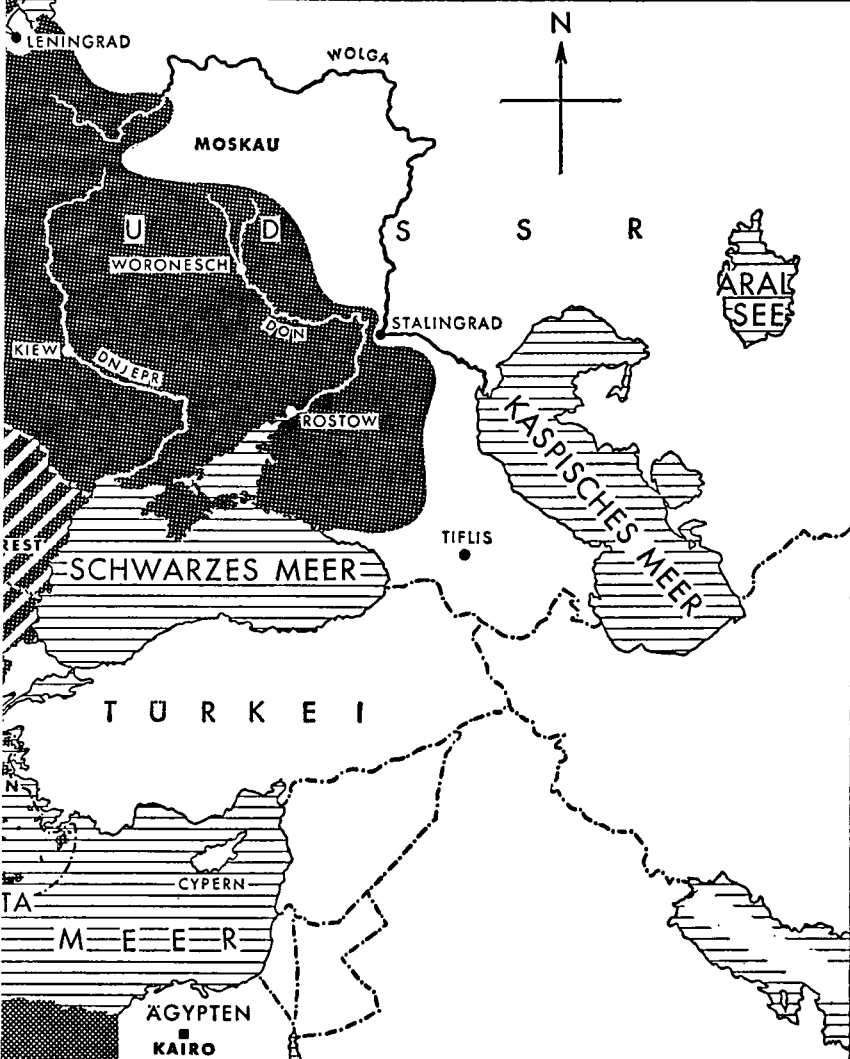 LENINGRAD
WOLGA
N
MOSKAU
U D S S R
WORONESCH
ARAL
SEE
DON
STALINGRAD
KIEW
DNJEPR
ROSTOW
KASPISCHES MEER
REST
TIFLIS
SCHWARZES MEER
TÜRKEI
N
CYPERN
TA
MEER
ÄGYPTEN
KAIRO